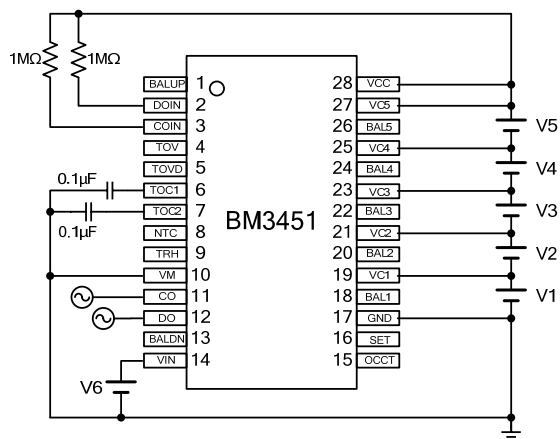 1MΩ
1MΩ
BALUP 1
DOIN 2
COIN 3
TOV 4
TOVD 5
TOC1 6
TOC2 7
NTC 8
TRH 9
VM 10
CO 11
DO 12
BALDN 13
VIN 14
0.1μF
0.1μF
V6
BM3451
28 VCC
27 VC5
26 BAL5
25 VC4
24 BAL4
23 VC3
22 BAL3
21 VC2
20 BAL2
19 VC1
18 BAL1
17 GND
16 SET
15 OCCT
V5
V4
V3
V2
V1